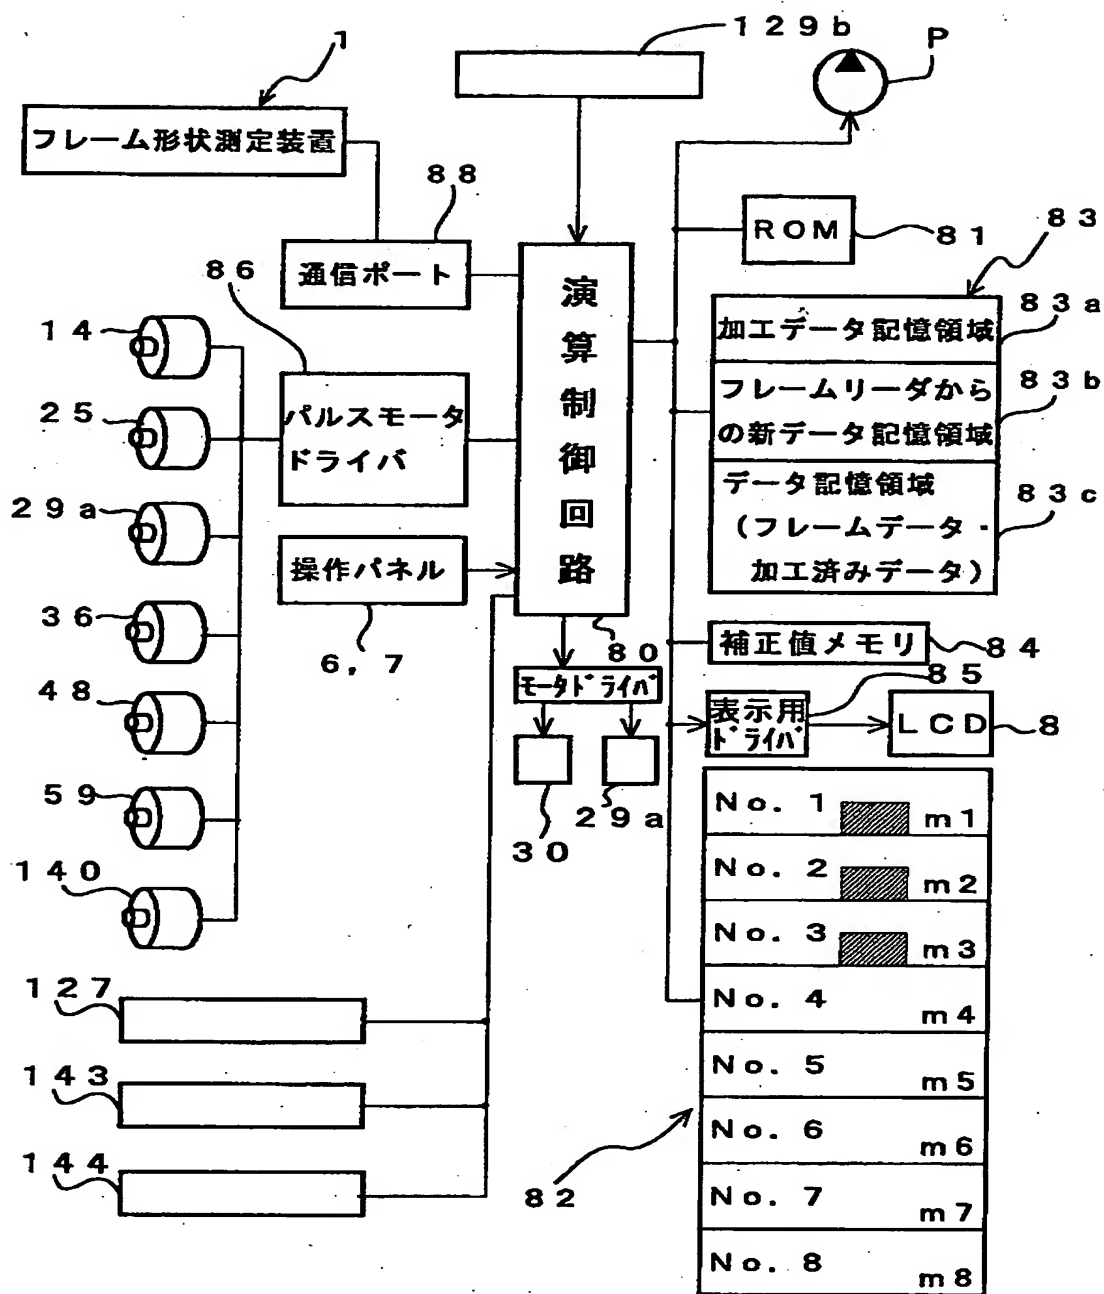 129b
P
1
フレーム形状測定装置
88
通信ポート
86
演算制御回路
ROM
81
83
83a
加工データ記憶領域
83b
フレームリーダから
の新データ記憶領域
83c
データ記憶領域
(フレームデータ・
加工済みデータ)
14
25
29a
36
48
59
140
パルスモータ
ドライバ
操作パネル
6, 7
80
モータドライバ
30
29a
補正値メモリ
84
85
表示用
ドライバ
LCD
8
No. 1 m1
No. 2 m2
No. 3 m3
No. 4 m4
No. 5 m5
No. 6 m6
No. 7 m7
No. 8 m8
82
127
143
144